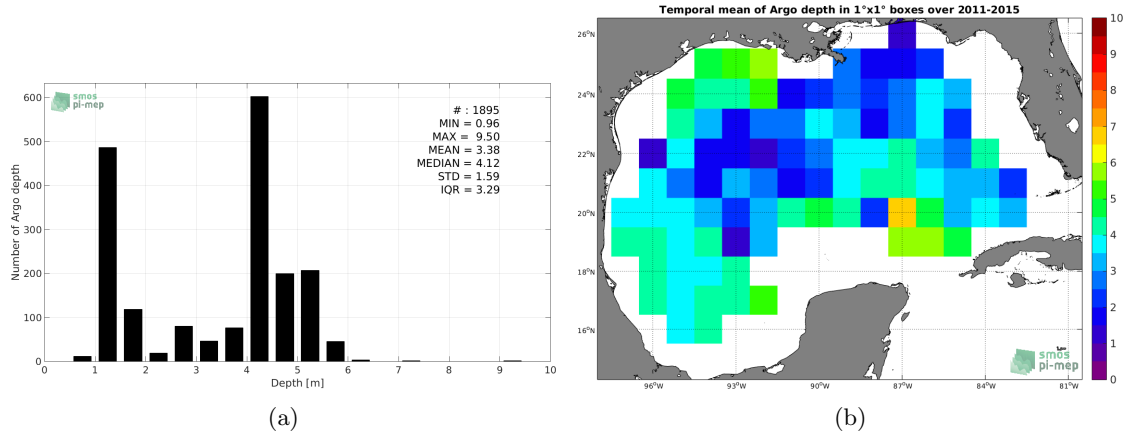 smos
pi-mep
# : 1895
MIN = 0.96
MAX = 9.50
MEAN = 3.38
MEDIAN = 4.12
STD = 1.59
IQR = 3.29
Number of Argo depth
600
500
400
300
200
100
0
0 1 2 3 4 5 6 7 8 9 10
Depth [m]
(a)
Temporal mean of Argo depth in 1°x1° boxes over 2011-2015
26°N
24°N
22°N
20°N
18°N
16°N
96°W 93°W 90°W 87°W 84°W 81°W
smos
pi-mep
10
9
8
7
6
5
4
3
2
1
0
(b)